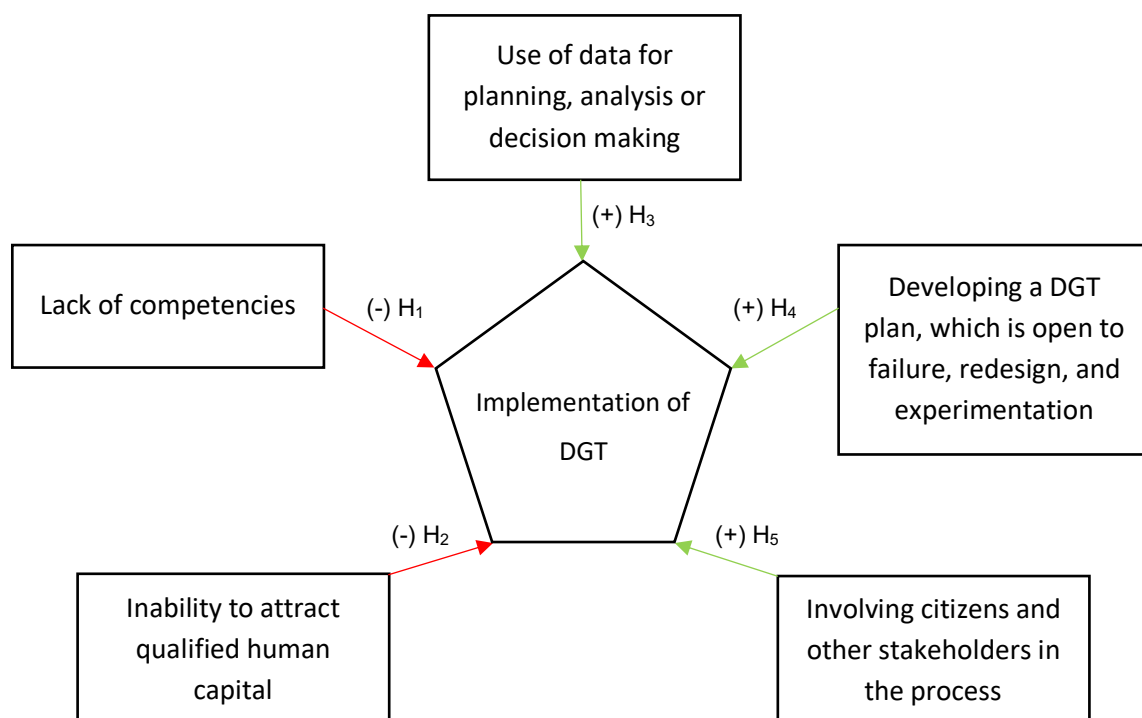 Use of data for
planning, analysis or
decision making
(+) H₃
Lack of competencies
(-) H₁
(+) H₄
Developing a DGT
plan, which is open to
failure, redesign, and
experimentation
Implementation of
DGT
(-) H₂
(+) H₅
Inability to attract
qualified human
capital
Involving citizens and
other stakeholders in
the process